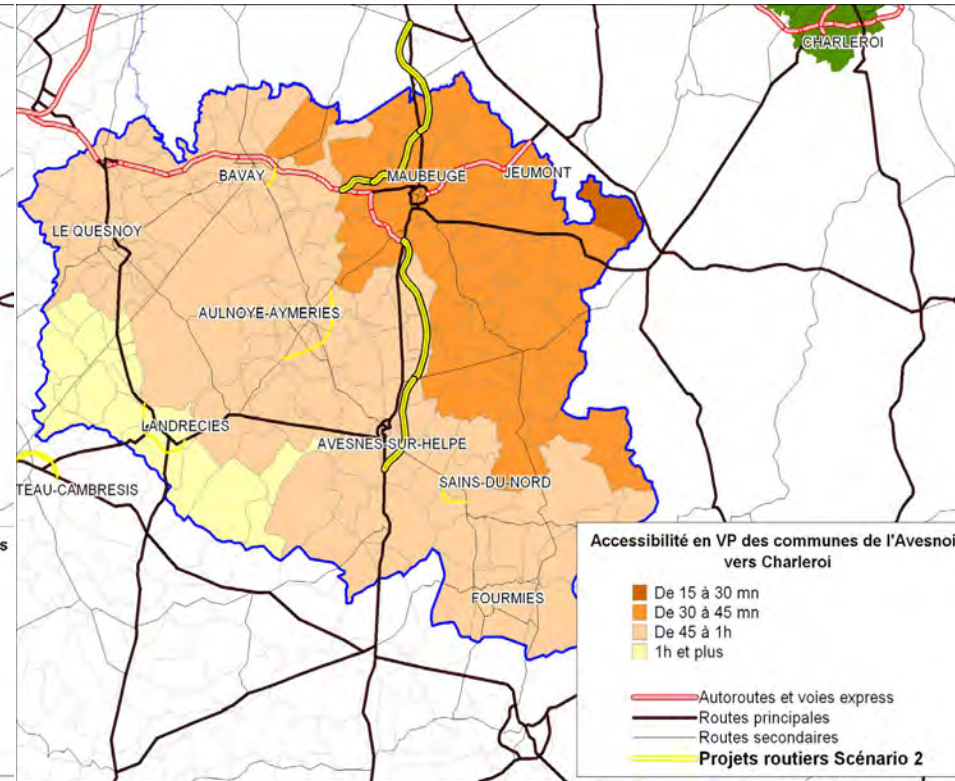 CHARLEROI
BAVAY
MAUBEUGE
JEUMONT
LE QUESNOY
AULNOYE-AYMERIES
LANDRECIES
AVESNES-SUR-HELPE
TEAU-CAMBRESIS
SAINS-DU-NORD
s
FOURMIES
Accessibilité en VP des communes de l'Avesnoi
vers Charleroi
De 15 à 30 mn
De 30 à 45 mn
De 45 à 1h
1h et plus
Autoroutes et voies express
Routes principales
Routes secondaires
Projets routiers Scénario 2